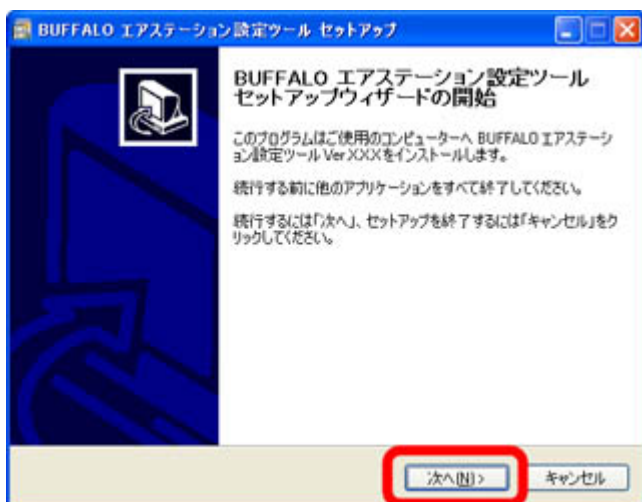 BUFFALO エアステーション設定ツール セットアップ
BUFFALO エアステーション設定ツール
セットアップウィザードの開始
このプログラムはご使用のコンピューターへ BUFFALO エアステーシ
ョン設定ツール Ver.XXXをインストールします。
続行する前に他のアプリケーションをすべて終了してください。
続行するには「次へ」、セットアップを終了するには「キャンセル」をク
リックしてください。
次へ(N)>
キャンセル